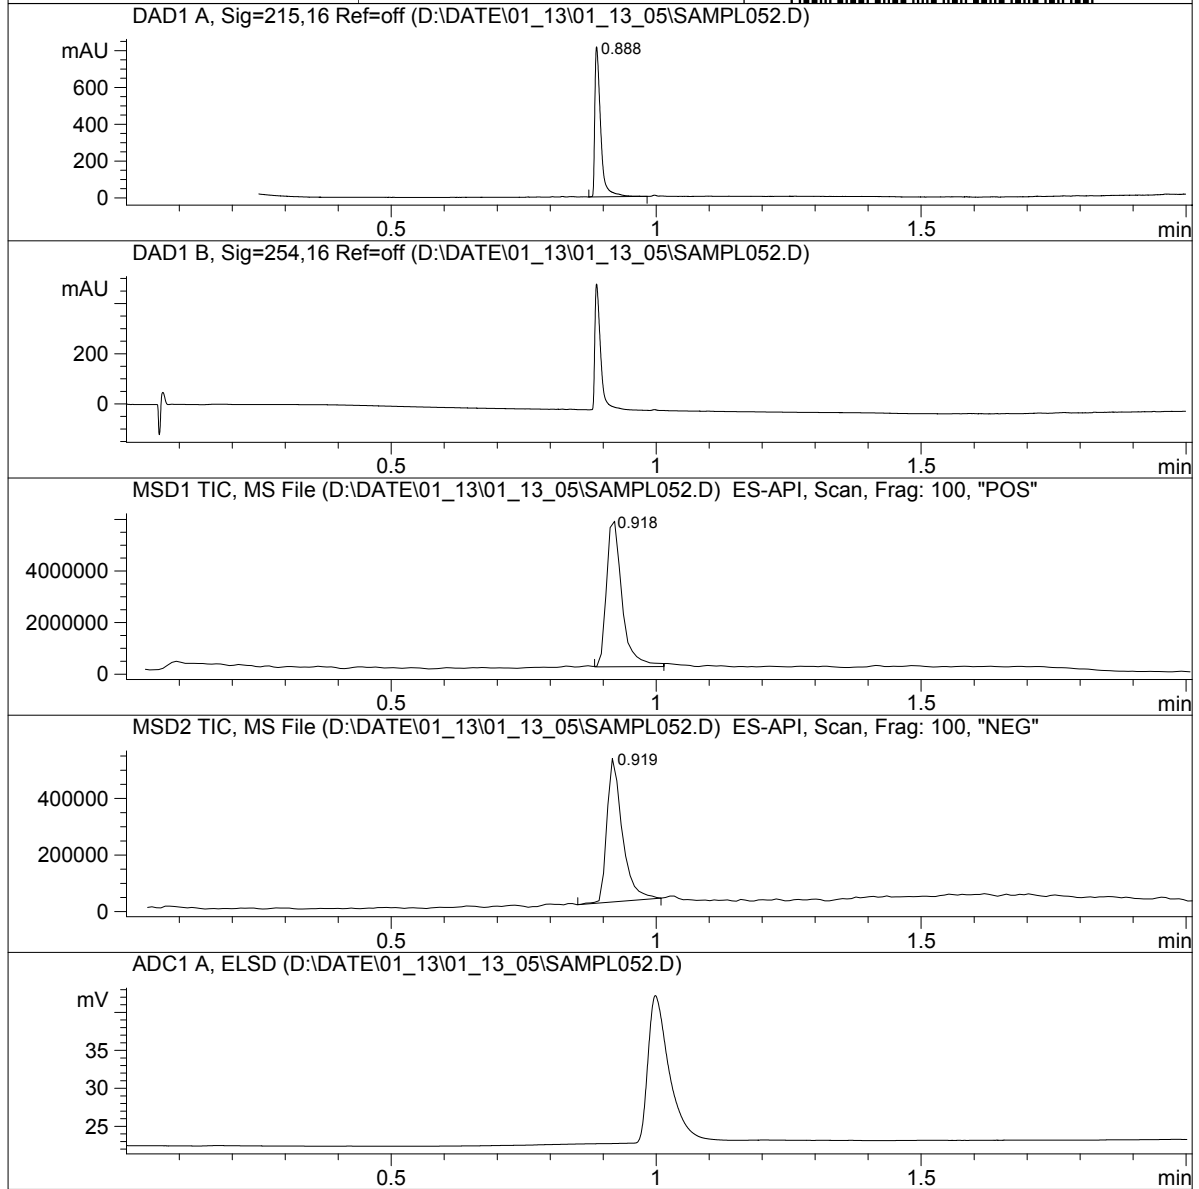 DAD1 A, Sig=215,16 Ref=off (D:\DATE\01_13\01_13_05\SAMPL052.D)
mAU
0.888
600
400
200
0
0.5 1 1.5 min
DAD1 B, Sig=254,16 Ref=off (D:\DATE\01_13\01_13_05\SAMPL052.D)
mAU
200
0
0.5 1 1.5 min
MSD1 TIC, MS File (D:\DATE\01_13\01_13_05\SAMPL052.D) ES-API, Scan, Frag: 100, "POS"
0.918
4000000
2000000
0
0.5 1 1.5 min
MSD2 TIC, MS File (D:\DATE\01_13\01_13_05\SAMPL052.D) ES-API, Scan, Frag: 100, "NEG"
0.919
400000
200000
0
0.5 1 1.5 min
ADC1 A, ELSD (D:\DATE\01_13\01_13_05\SAMPL052.D)
mV
35
30
25
0.5 1 1.5 min